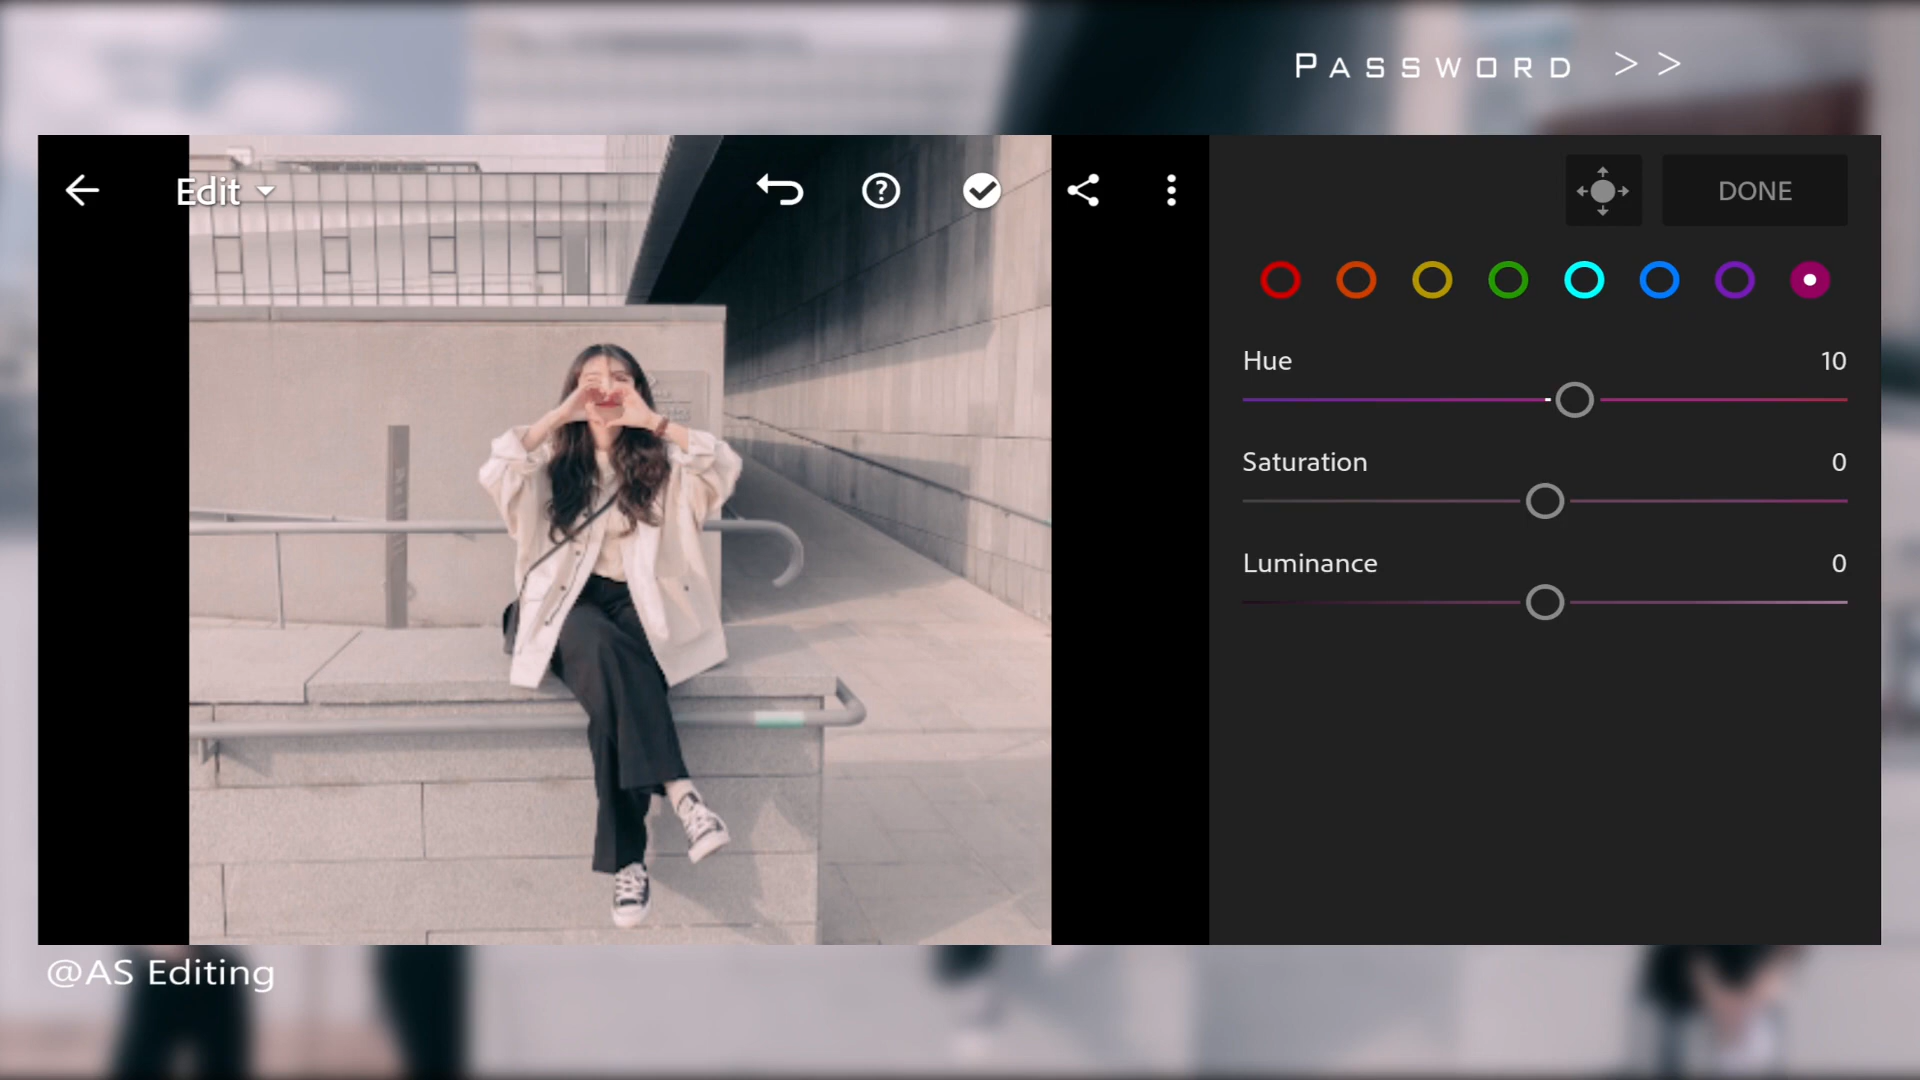 PASSWORD >>
Edit
DONE
Hue 10
Saturation 0
Luminance 0
@AS Editing